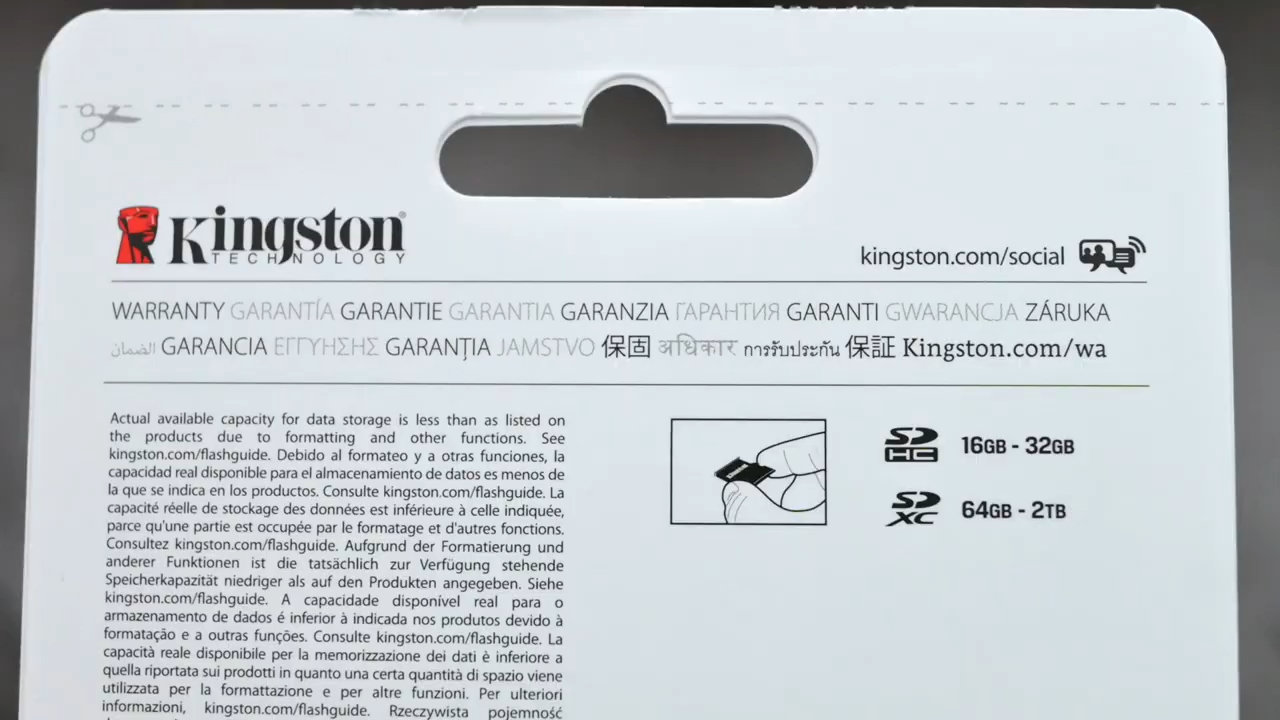 Kingston®
TECHNOLOGY
kingston.com/social
WARRANTY GARANTÍA GARANTIE GARANTIA GARANZIA ГАРАНТИЯ GARANTI GWARANCJA ZÁRUKA
الضمان GARANCIA ΕΓΓΥΗΣΗΣ GARANȚIA JAMSTVO 保固 अधिकार การรับประกัน 保証 Kingston.com/wa
Actual available capacity for data storage is less than as listed on
the products due to formatting and other functions. See
kingston.com/flashguide. Debido al formateo y a otras funciones, la
capacidad real disponible para el almacenamiento de datos es menos de
la que se indica en los productos. Consulte kingston.com/flashguide. La
capacité réelle de stockage des données est inférieure à celle indiquée,
parce qu'une partie est occupée par le formatage et d'autres fonctions.
Consultez kingston.com/flashguide. Aufgrund der Formatierung und
anderer Funktionen ist die tatsächlich zur Verfügung stehende
Speicherkapazität niedriger als auf den Produkten angegeben. Siehe
kingston.com/flashguide. A capacidade disponível real para o
armazenamento de dados é inferior à indicada nos produtos devido à
formatação e a outras funções. Consulte kingston.com/flashguide. La
capacità reale disponibile per la memorizzazione dei dati è inferiore a
quella riportata sui prodotti in quanto una certa quantità di spazio viene
utilizzata per la formattazione e per altre funzioni. Per ulteriori
informazioni, kingston.com/flashguide. Rzeczywista pojemność
SD HC 16GB - 32GB
SD XC 64GB - 2TB